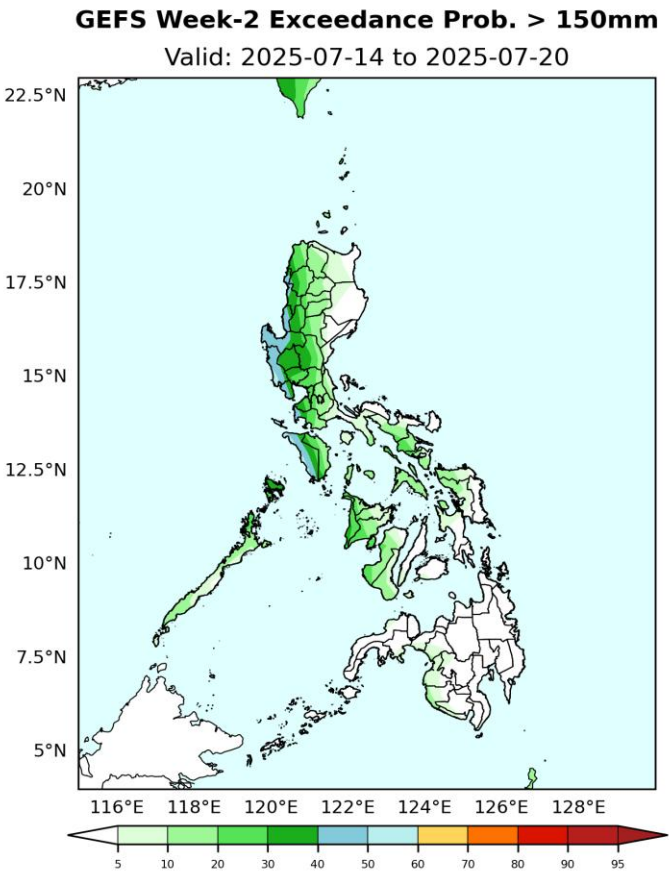 GEFS Week-2 Exceedance Prob. > 150mm
Valid: 2025-07-14 to 2025-07-20
22.5°N
20°N
17.5°N
15°N
12.5°N
10°N
7.5°N
5°N
116°E 118°E 120°E 122°E 124°E 126°E 128°E
5 10 20 30 40 50 60 70 80 90 95